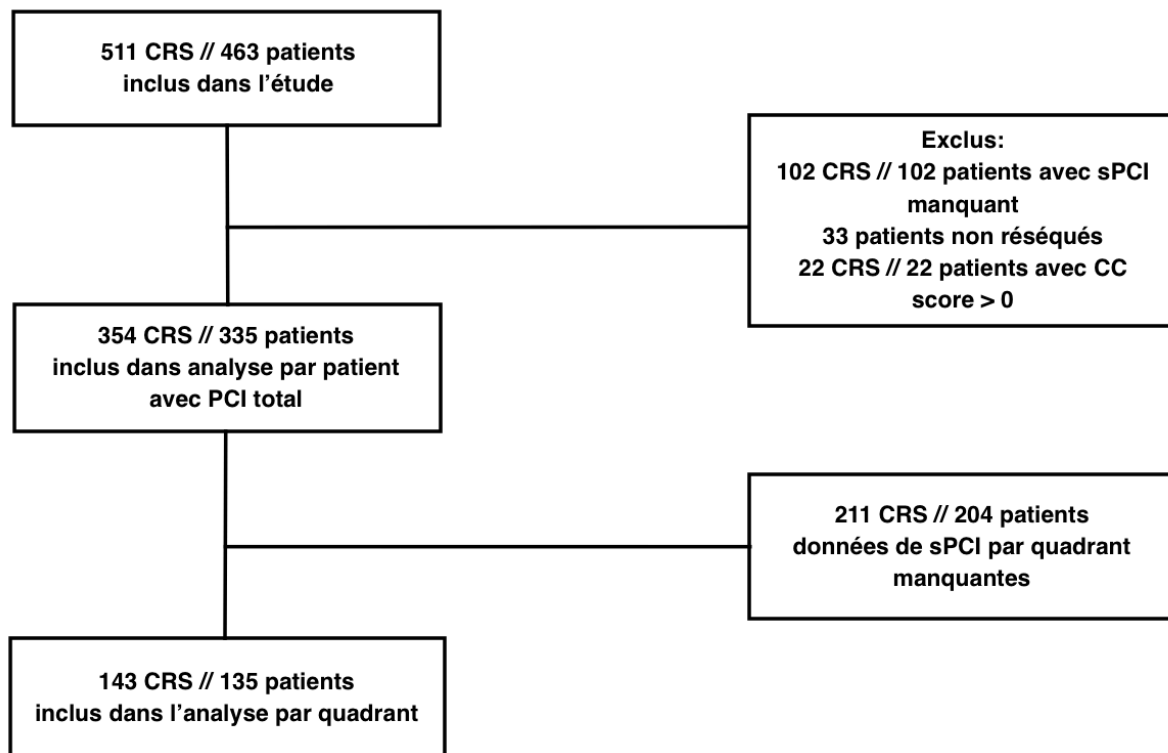 511 CRS // 463 patients
inclus dans l'étude
Exclus:
102 CRS // 102 patients avec sPCI
manquant
33 patients non réséqués
22 CRS // 22 patients avec CC
score > 0
354 CRS // 335 patients
inclus dans analyse par patient
avec PCI total
211 CRS // 204 patients
données de sPCI par quadrant
manquantes
143 CRS // 135 patients
inclus dans l'analyse par quadrant